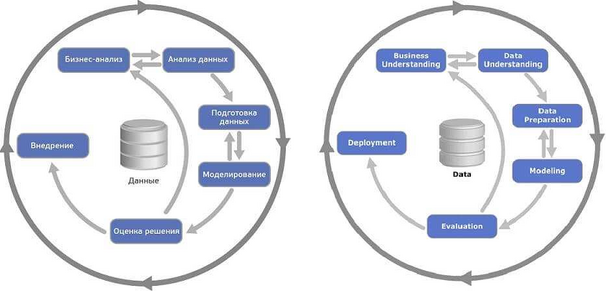 Бизнес-анализ
Анализ данных
Подготовка
данных
Моделирование
Оценка решения
Внедрение
Данные
Business
Understanding
Data
Understanding
Data
Preparation
Modeling
Evaluation
Deployment
Data